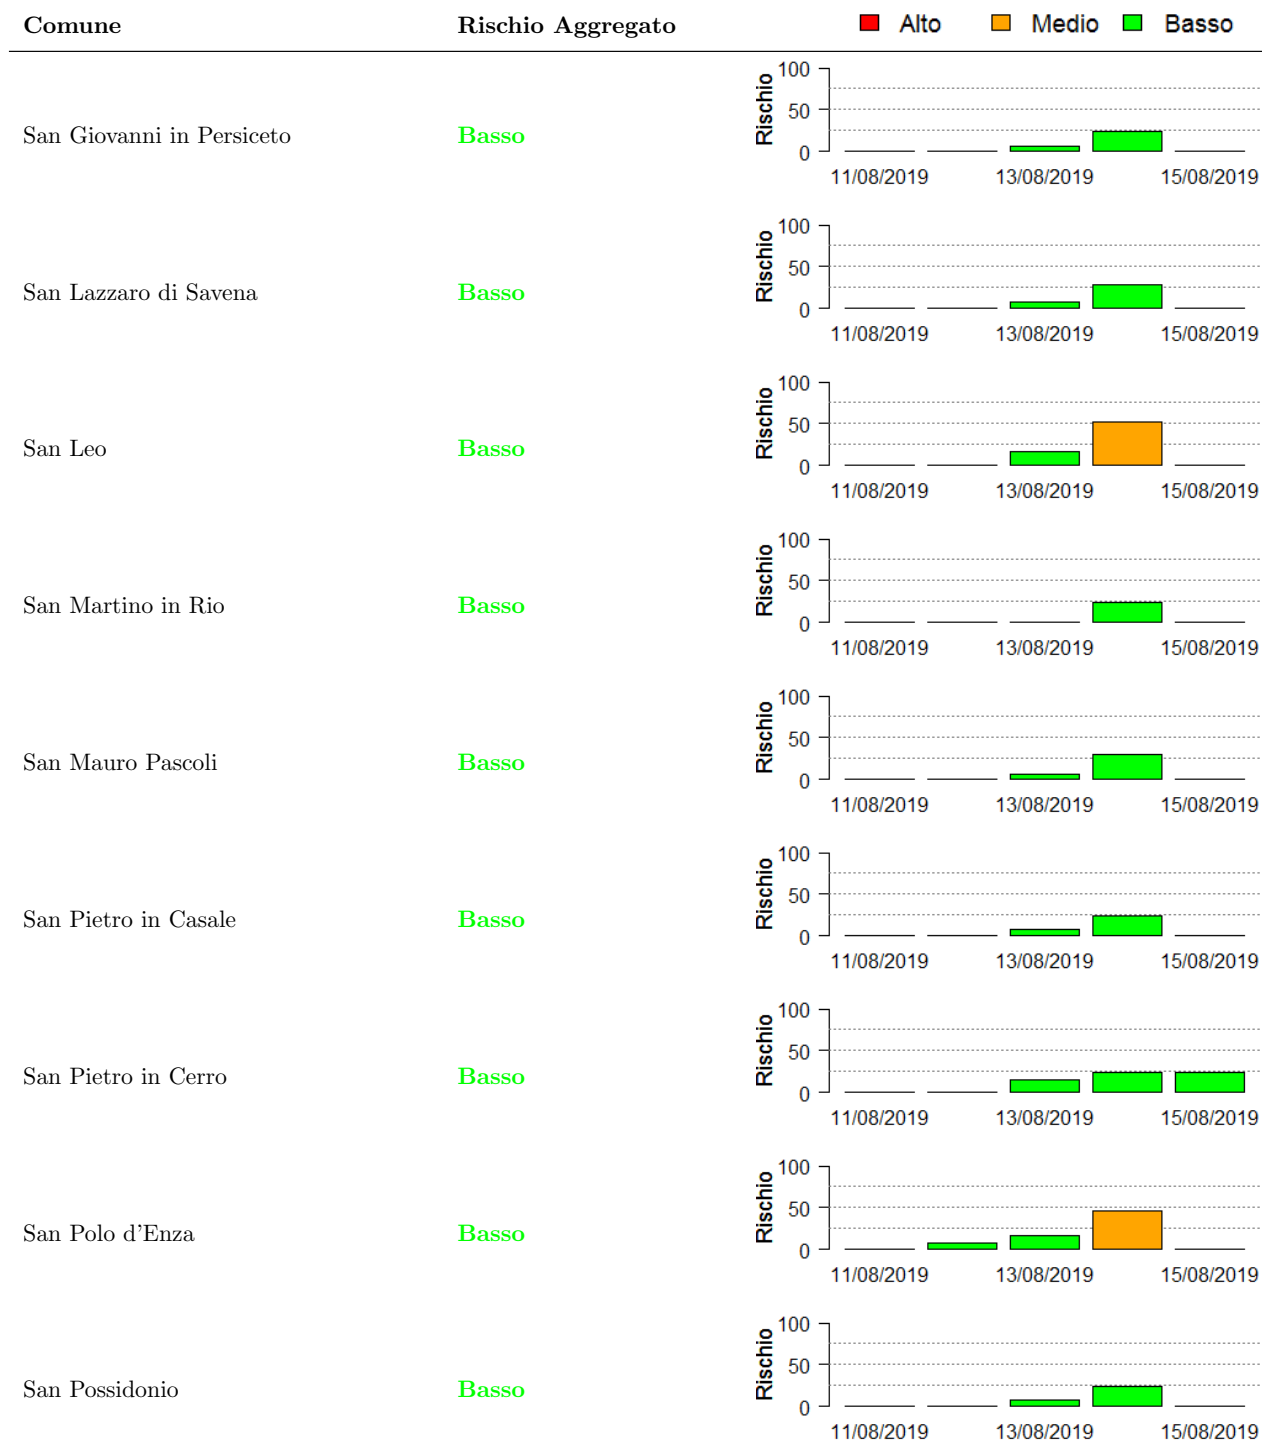 Comune Rischio Aggregato Alto Medio Basso
100
50
0
Rischio
San Giovanni in Persiceto Basso
11/08/2019 13/08/2019 15/08/2019
100
50
0
Rischio
San Lazzaro di Savena Basso
11/08/2019 13/08/2019 15/08/2019
100
50
0
Rischio
San Leo Basso
11/08/2019 13/08/2019 15/08/2019
100
50
0
Rischio
San Martino in Rio Basso
11/08/2019 13/08/2019 15/08/2019
100
50
0
Rischio
San Mauro Pascoli Basso
11/08/2019 13/08/2019 15/08/2019
100
50
0
Rischio
San Pietro in Casale Basso
11/08/2019 13/08/2019 15/08/2019
100
50
0
Rischio
San Pietro in Cerro Basso
11/08/2019 13/08/2019 15/08/2019
100
50
0
Rischio
San Polo d'Enza Basso
11/08/2019 13/08/2019 15/08/2019
100
50
0
Rischio
San Possidonio Basso
11/08/2019 13/08/2019 15/08/2019